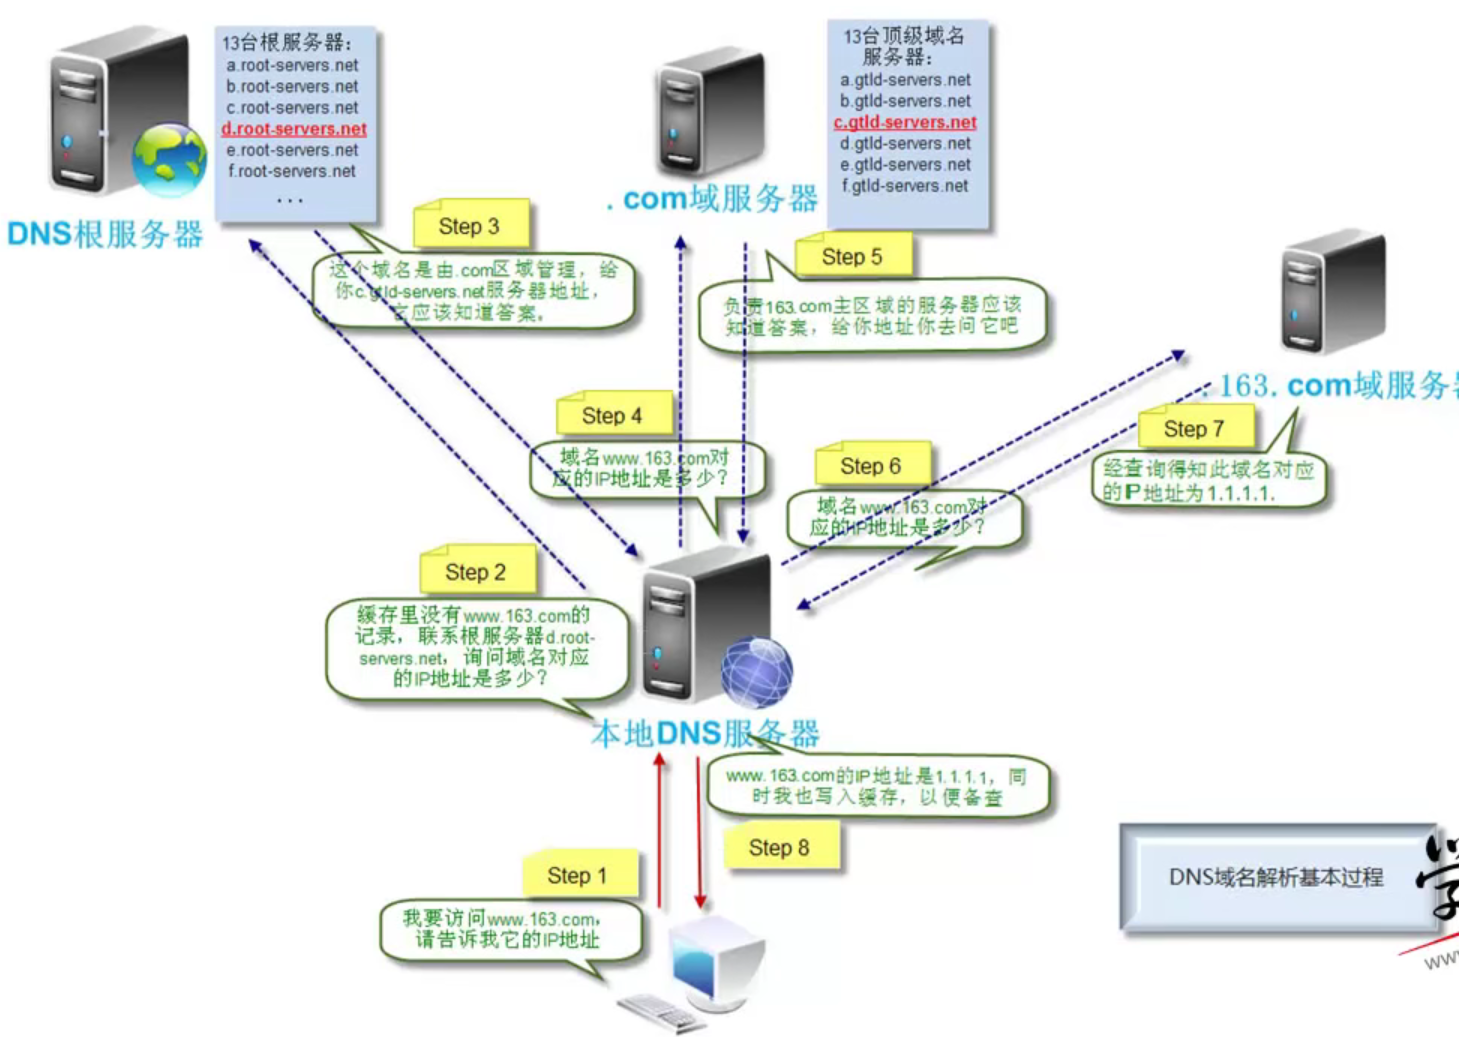 13台根服务器：
a.root-servers.net
b.root-servers.net
c.root-servers.net
d.root-servers.net
e.root-servers.net
f.root-servers.net
...
DNS根服务器
13台顶级域名
服务器：
a.gtld-servers.net
b.gtld-servers.net
c.gtld-servers.net
d.gtld-servers.net
e.gtld-servers.net
f.gtld-servers.net
.com域服务器
Step 3
这个域名是由.com区域管理，给
你c.gtld-servers.net服务器地址，
它应该知道答案。
Step 5
负责163.com主区域的服务器应该
知道答案，给你地址你去问它吧
.163.com域服务器
Step 4
域名www.163.com对
应的IP地址是多少？
Step 6
域名www.163.com对
应的IP地址是多少？
Step 7
经查询得知此域名对应
的IP地址为1.1.1.1.
Step 2
缓存里没有www.163.com的
记录，联系根服务器d.root-
servers.net，询问域名对应
的IP地址是多少？
本地DNS服务器
www.163.com的IP地址是1.1.1.1，同
时我也写入缓存，以便备查
Step 8
Step 1
我要访问www.163.com，
请告诉我它的IP地址
DNS域名解析基本过程
学
www